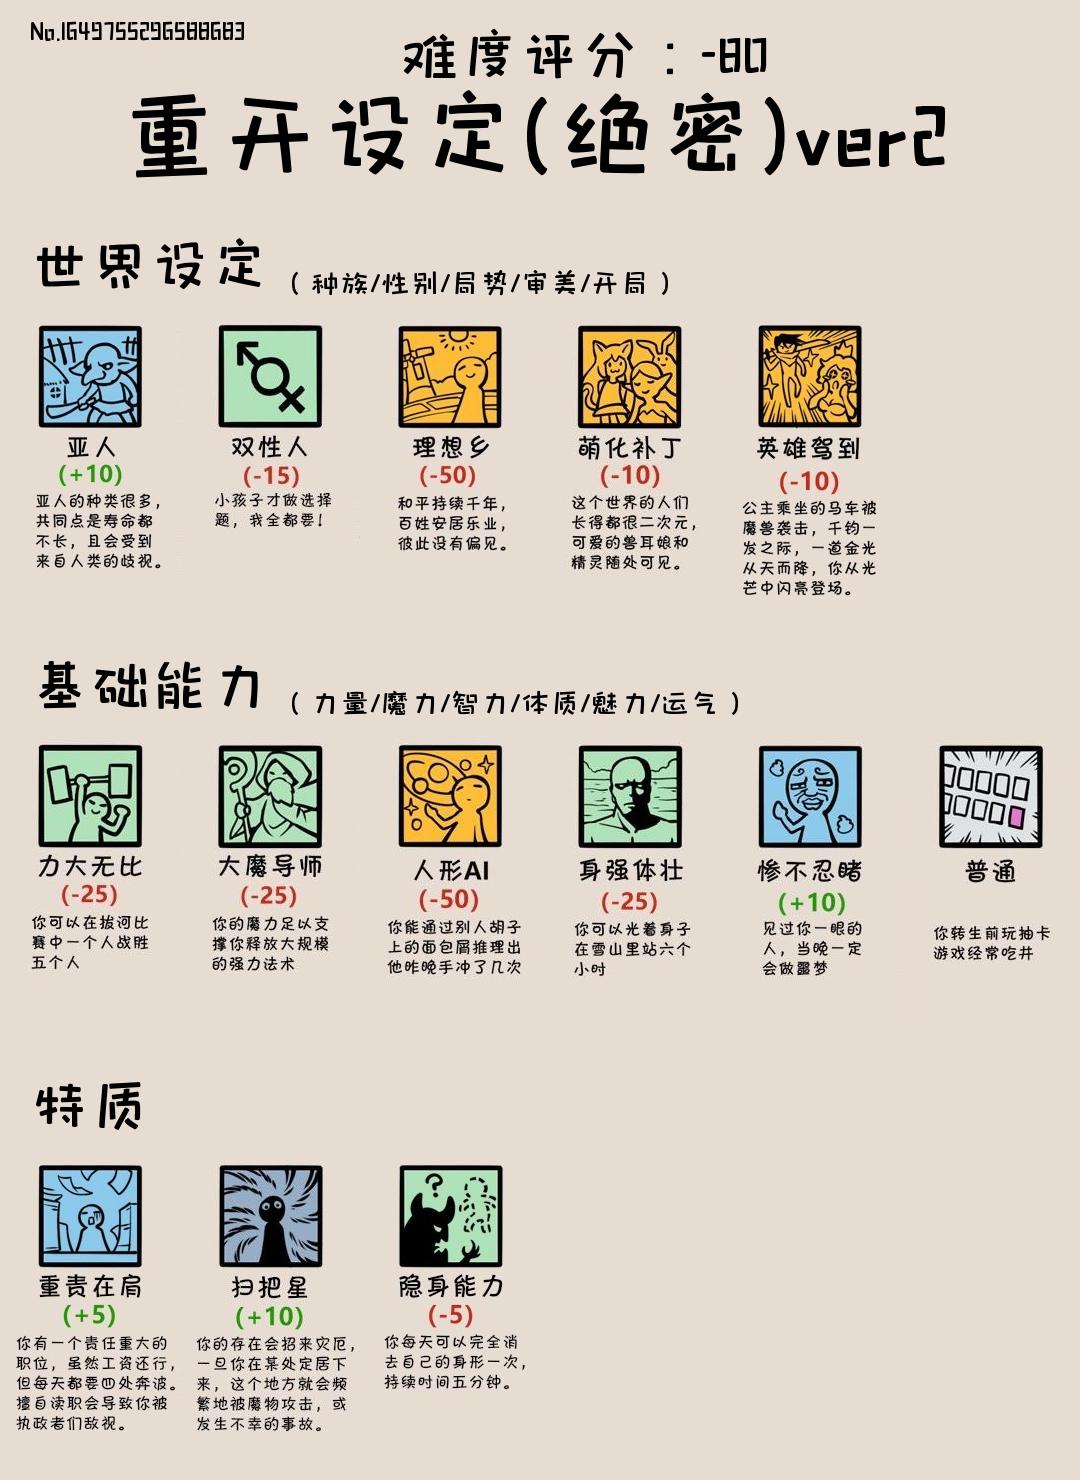 No.1649755296588683
难度评分：-80
重开设定(绝密)ver2
世界设定（种族/性别/局势/审美/开局）
亚人
(+10)
亚人的种类很多，
共同点是寿命都
不长，且会受到
来自人类的歧视。
双性人
(-15)
小孩子才做选择
题，我全都要！
理想乡
(-50)
和平持续千年，
百姓安居乐业，
彼此没有偏见。
萌化补丁
(-10)
这个世界的人们
长得都很二次元，
可爱的兽耳娘和
精灵随处可见。
英雄驾到
(-10)
公主乘坐的马车被
魔兽袭击，千钧一
发之际，一道金光
从天而降，你从光
芒中闪亮登场。
基础能力（力量/魔力/智力/体质/魅力/运气）
力大无比
(-25)
你可以在拔河比
赛中一个人战胜
五个人
大魔导师
(-25)
你的魔力足以支
撑你释放大规模
的强力法术
人形AI
(-50)
你能通过别人胡子
上的面包屑推理出
他昨晚手冲了几次
身强体壮
(-25)
你可以光着身子
在雪山里站六个
小时
惨不忍睹
(+10)
见过你一眼的
人，当晚一定
会做噩梦
普通
你转生前玩抽卡
游戏经常吃井
特质
重责在肩
(+5)
你有一个责任重大的
职位，虽然工资还行，
但每天都要四处奔波。
擅自渎职会导致你被
执政者们敌视。
扫把星
(+10)
你的存在会招来灾厄，
一旦你在某处定居下
来，这个地方就会频
繁地被魔物攻击，或
发生不幸的事故。
隐身能力
(-5)
你每天可以完全消
去自己的身形一次，
持续时间五分钟。
?